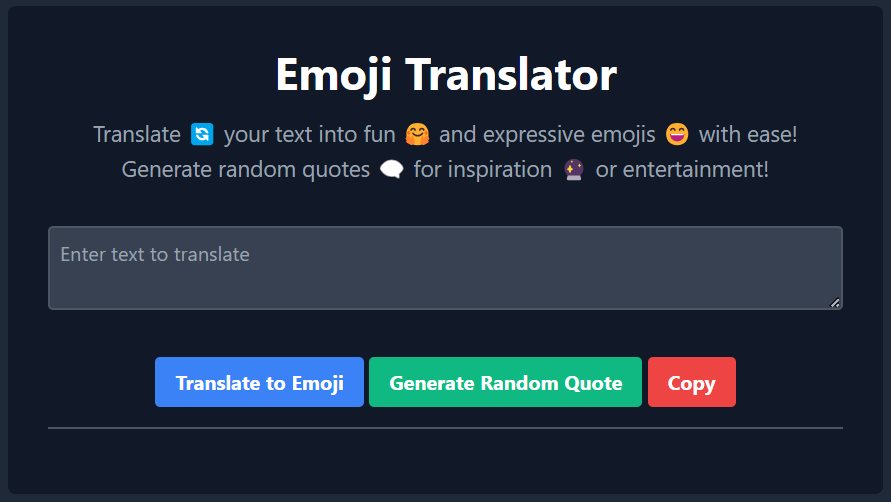 Emoji Translator
Translate 🔄 your text into fun 🤗 and expressive emojis 😄 with ease!
Generate random quotes 🗨️ for inspiration 🔮 or entertainment!
Enter text to translate
Translate to Emoji Generate Random Quote Copy